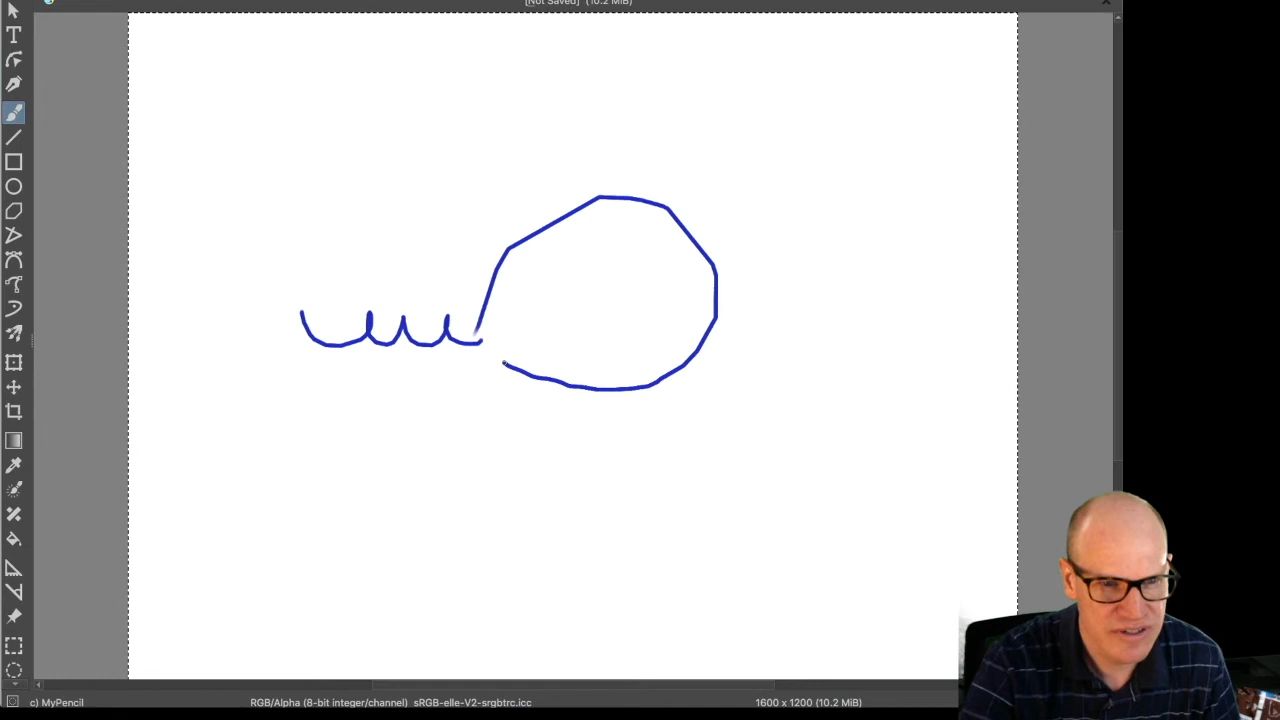 [Not Saved] (10.2 MiB)
c) MyPencil
RGB/Alpha (8-bit integer/channel) sRGB-elle-V2-srgbtrc.icc
1600 x 1200 (10.2 MiB)